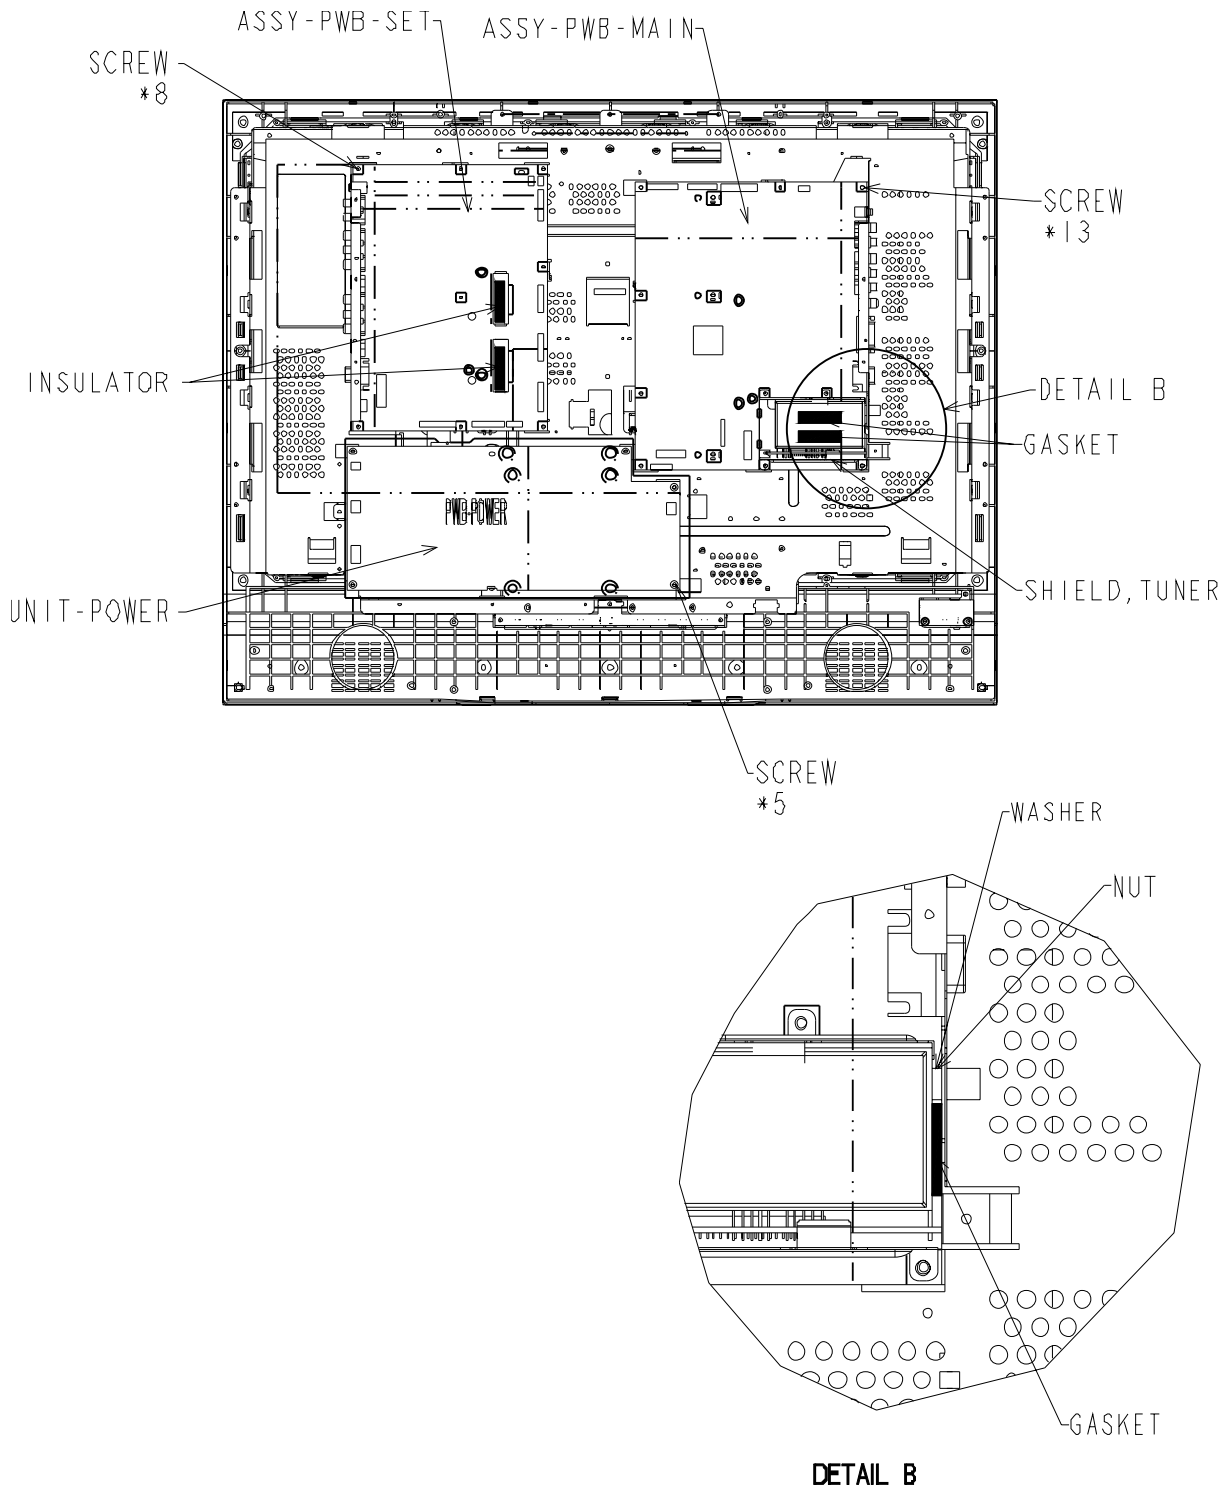 ASSY-PWB-SET
ASSY-PWB-MAIN
SCREW
*8
SCREW
*13
INSULATOR
DETAIL B
GASKET
PWB-POWER
UNIT-POWER
SHIELD,TUNER
SCREW
*5
WASHER
NUT
GASKET
DETAIL B